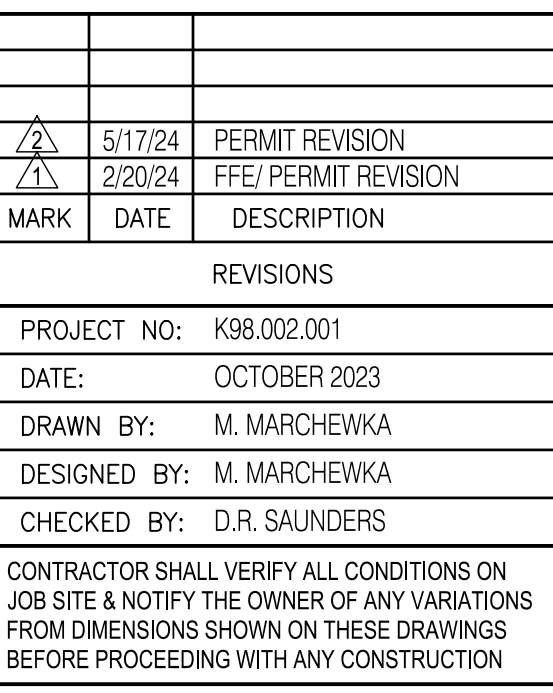 2 5/17/24 PERMIT REVISION
1 2/20/24 FFE/ PERMIT REVISION
MARK DATE DESCRIPTION
REVISIONS
PROJECT NO: K98.002.001
DATE: OCTOBER 2023
DRAWN BY: M. MARCHEWKA
DESIGNED BY: M. MARCHEWKA
CHECKED BY: D.R. SAUNDERS
CONTRACTOR SHALL VERIFY ALL CONDITIONS ON
JOB SITE & NOTIFY THE OWNER OF ANY VARIATIONS
FROM DIMENSIONS SHOWN ON THESE DRAWINGS
BEFORE PROCEEDING WITH ANY CONSTRUCTION